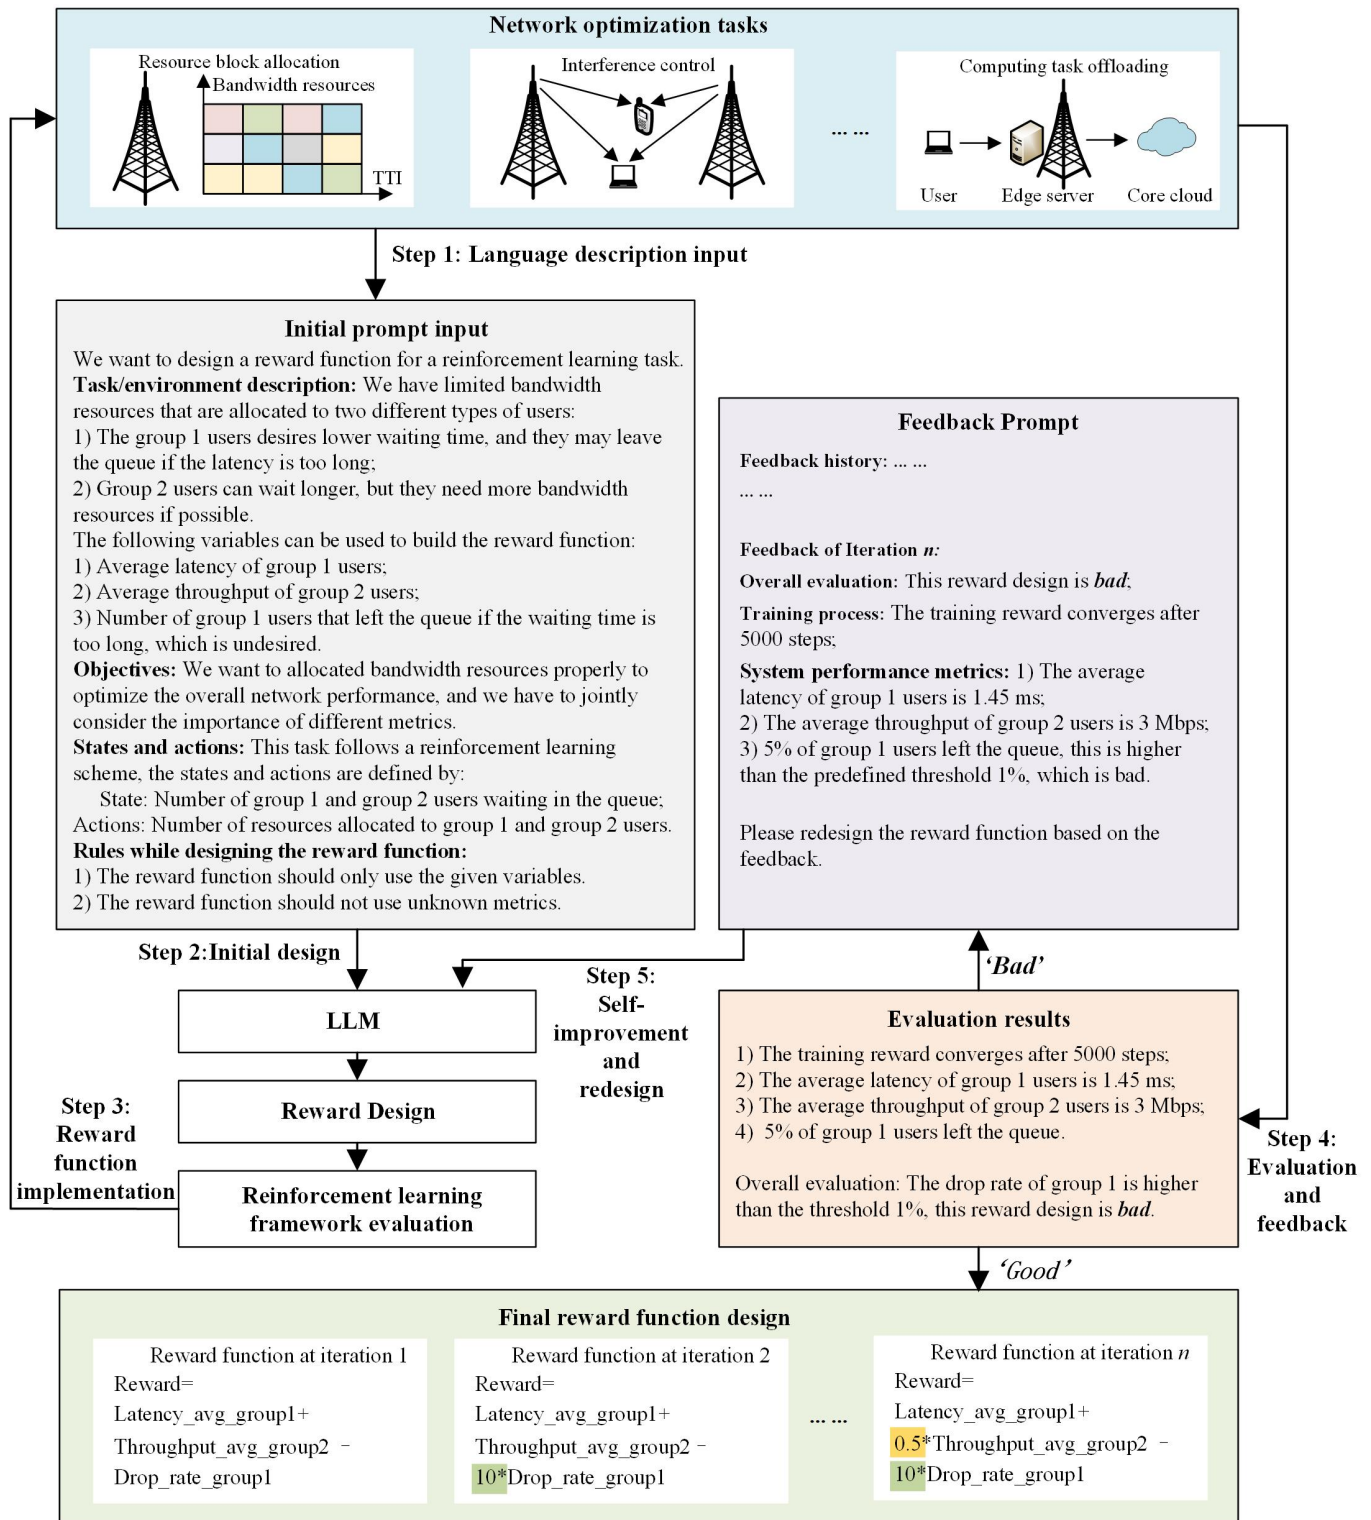 Network optimization tasks
Resource block allocation
Bandwidth resources
TTI
Interference control
... ...
Computing task offloading
User
Edge server
Core cloud
Step 1: Language description input
Initial prompt input
We want to design a reward function for a reinforcement learning task.
Task/environment description: We have limited bandwidth
resources that are allocated to two different types of users:
1) The group 1 users desires lower waiting time, and they may leave
the queue if the latency is too long;
2) Group 2 users can wait longer, but they need more bandwidth
resources if possible.
The following variables can be used to build the reward function:
1) Average latency of group 1 users;
2) Average throughput of group 2 users;
3) Number of group 1 users that left the queue if the waiting time is
too long, which is undesired.
Objectives: We want to allocated bandwidth resources properly to
optimize the overall network performance, and we have to jointly
consider the importance of different metrics.
States and actions: This task follows a reinforcement learning
scheme, the states and actions are defined by:
State: Number of group 1 and group 2 users waiting in the queue;
Actions: Number of resources allocated to group 1 and group 2 users.
Rules while designing the reward function:
1) The reward function should only use the given variables.
2) The reward function should not use unknown metrics.
Feedback Prompt
Feedback history: ... ...
... ...
Feedback of Iteration n:
Overall evaluation: This reward design is bad;
Training process: The training reward converges after
5000 steps;
System performance metrics: 1) The average
latency of group 1 users is 1.45 ms;
2) The average throughput of group 2 users is 3 Mbps;
3) 5% of group 1 users left the queue, this is higher
than the predefined threshold 1%, which is bad.
Please redesign the reward function based on the
feedback.
Step 2:Initial design
LLM
Reward Design
Reinforcement learning
framework evaluation
Step 3:
Reward
function
implementation
Step 5:
Self-
improvement
and
redesign
‘Bad’
Evaluation results
1) The training reward converges after 5000 steps;
2) The average latency of group 1 users is 1.45 ms;
3) The average throughput of group 2 users is 3 Mbps;
4) 5% of group 1 users left the queue.
Overall evaluation: The drop rate of group 1 is higher
than the threshold 1%, this reward design is bad.
Step 4:
Evaluation
and
feedback
‘Good’
Final reward function design
Reward function at iteration 1
Reward=
Latency_avg_group1+
Throughput_avg_group2 -
Drop_rate_group1
Reward function at iteration 2
Reward=
Latency_avg_group1+
Throughput_avg_group2 -
10*Drop_rate_group1
... ...
Reward function at iteration n
Reward=
Latency_avg_group1+
0.5*Throughput_avg_group2 -
10*Drop_rate_group1